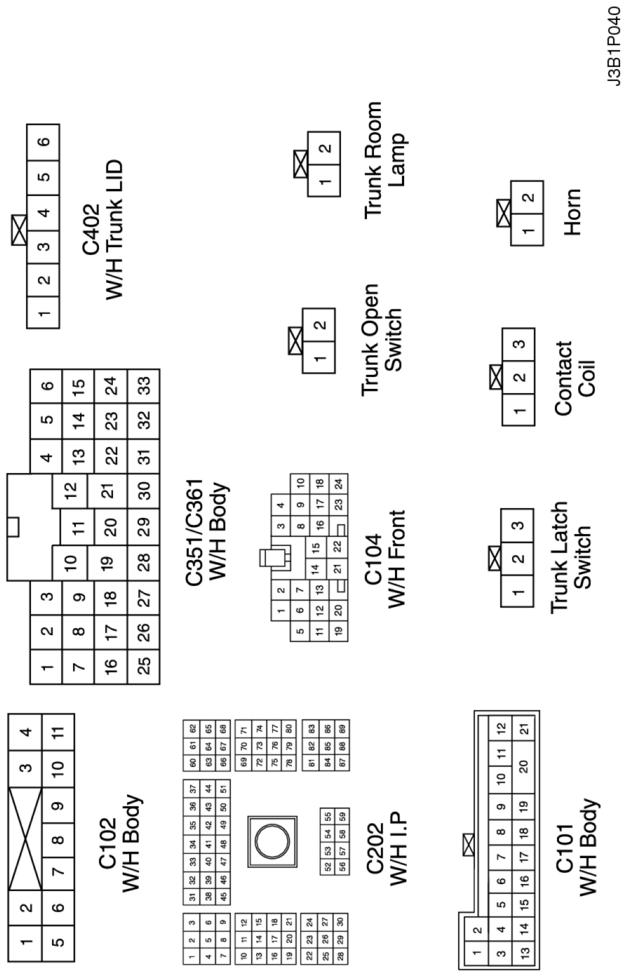 1 2 3 4
5 6 7 8 9 10 11
C102
W/H Body
1 2 3 4 5 6
7 8 9 10 11 12 13 14 15
16 17 18 19 20 21 22 23 24
25 26 27 28 29 30 31 32 33
C351/C361
W/H Body
1 2 3 4 5 6
C402
W/H Trunk LID
1 2 3
4 5 6
7 8 9
10 11 12
13 14 15
16 17 18
19 20 21
22 23 24
25 26 27
28 29 30
31 32 33 34 35 36 37
38 39 40 41 42 43 44
45 46 47 48 49 50 51
52 53 54 55
56 57 58 59
60 61 62
63 64 65
66 67 68
69 70 71
72 73 74
75 76 77
78 79 80
81 82 83
84 85 86
87 88 89
C202
W/H I.P
1 2 3 4
5 6 7 8 9 10
11 12 13 14 15 16 17 18
19 20 21 22 23 24
C104
W/H Front
1 2
Trunk Open
Switch
1 2
Trunk Room
Lamp
1 2
3 4 5 6 7 8 9 10 11 12
13 14 15 16 17 18 19 20 21
C101
W/H Body
1 2 3
Trunk Latch
Switch
1 2 3
Contact
Coil
1 2
Horn
J3B1P040